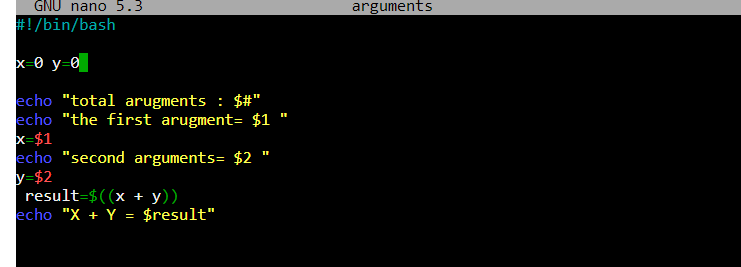 GNU nano 5.3 arguments
#!/bin/bash
x=0 y=0
echo "total arugments : $#"
echo "the first arugment= $1 "
x=$1
echo "second arguments= $2 "
y=$2
result=$((x + y))
echo "X + Y = $result"